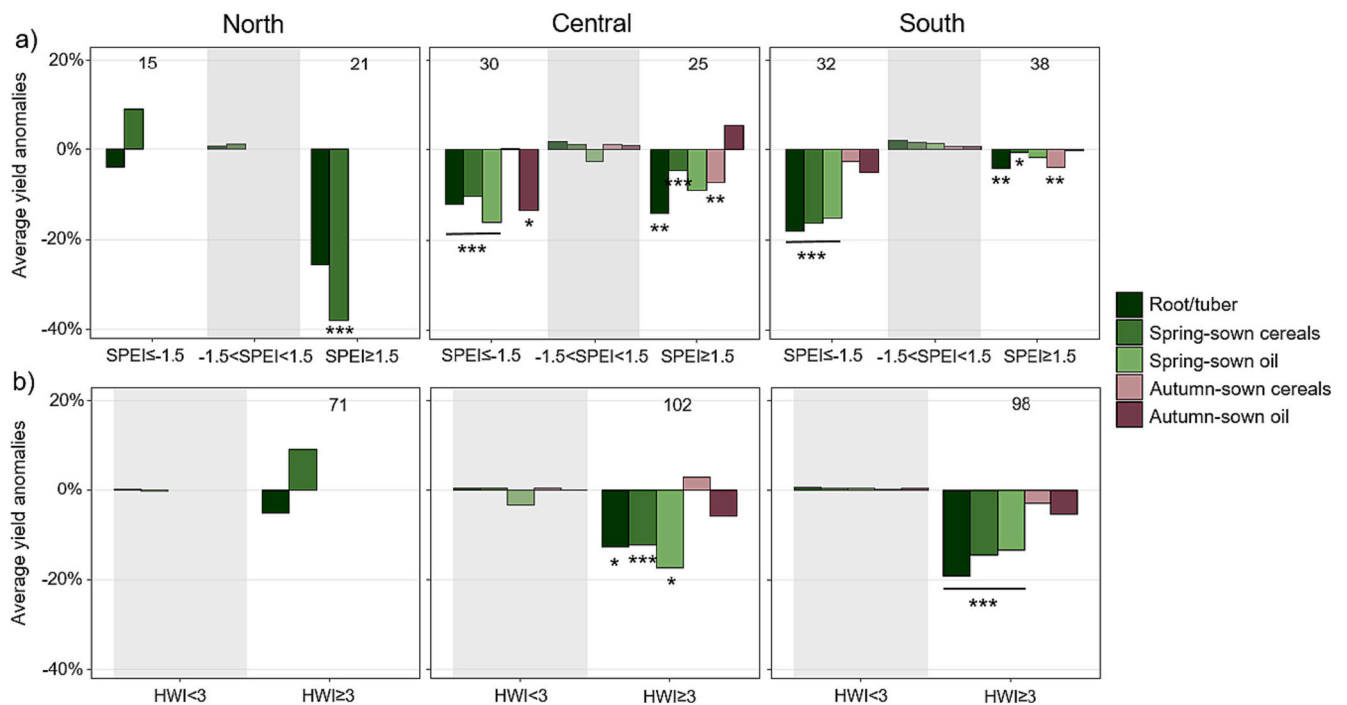 North Central South
a)
20%
0%
-20%
-40%
Average yield anomalies
15 21 30 25 32 38
*** *** * ** *** ** *** ** * **
SPEI≤-1.5 -1.5<SPEI<1.5 SPEI≥1.5 SPEI≤-1.5 -1.5<SPEI<1.5 SPEI≥1.5 SPEI≤-1.5 -1.5<SPEI<1.5 SPEI≥1.5
Root/tuber
Spring-sown cereals
Spring-sown oil
Autumn-sown cereals
Autumn-sown oil
b)
20%
0%
-20%
-40%
Average yield anomalies
71 102 98
* *** * ***
HWI<3 HWI≥3 HWI<3 HWI≥3 HWI<3 HWI≥3